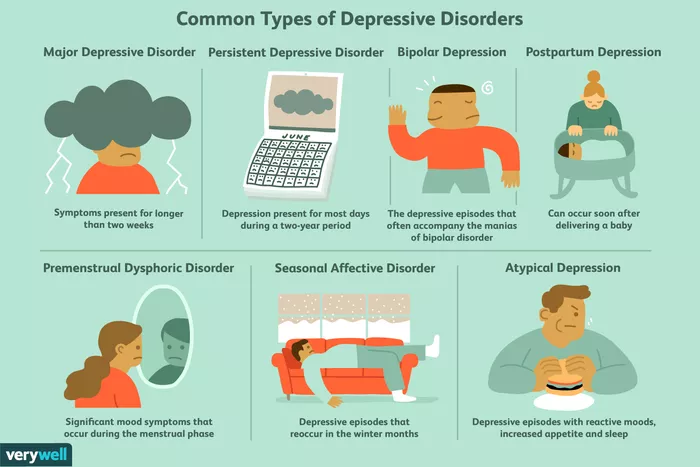 Common Types of Depressive Disorders
Major Depressive Disorder
Symptoms present for longer
than two weeks
Persistent Depressive Disorder
JUNE
Depression present for most days
during a two-year period
Bipolar Depression
The depressive episodes that
often accompany the manias
of bipolar disorder
Postpartum Depression
Can occur soon after
delivering a baby
Premenstrual Dysphoric Disorder
Significant mood symptoms that
occur during the menstrual phase
Seasonal Affective Disorder
Depressive episodes that
reoccur in the winter months
Atypical Depression
Depressive episodes with reactive moods,
increased appetite and sleep
verywell